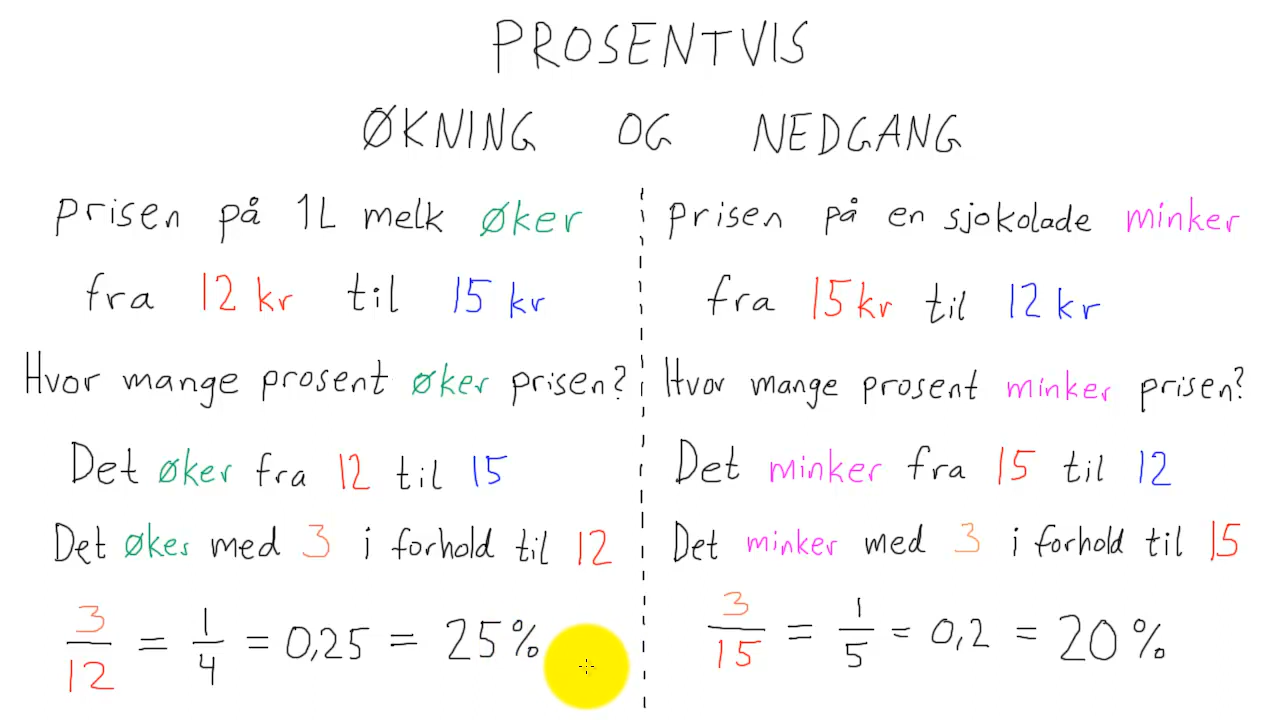 PROSENTVIS
ØKNING OG NEDGANG
prisen på 1L melk øker
fra 12 kr til 15 kr
Hvor mange prosent øker prisen?
Det øker fra 12 til 15
Det økes med 3 i forhold til 12
3/12 = 1/4 = 0,25 = 25%
prisen på en sjokolade minker
fra 15 kr til 12 kr
Hvor mange prosent minker prisen?
Det minker fra 15 til 12
Det minker med 3 i forhold til 15
3/15 = 1/5 = 0,2 = 20%